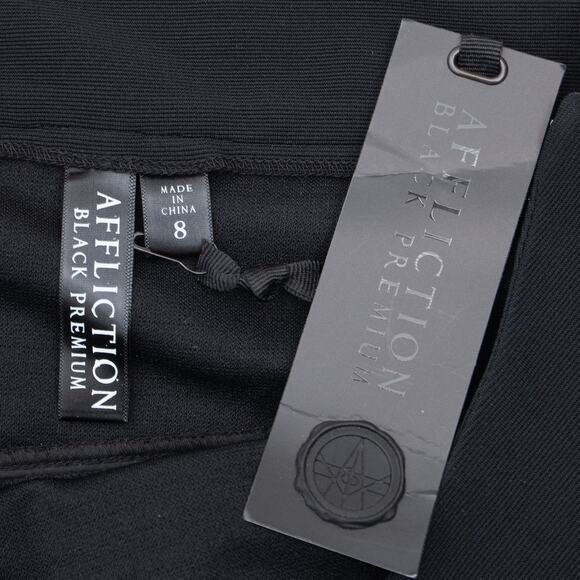 AFFLICTION
BLACK PREMIUM
MADE
IN
CHINA
8
AFFLICTION
BLACK PREMIUM